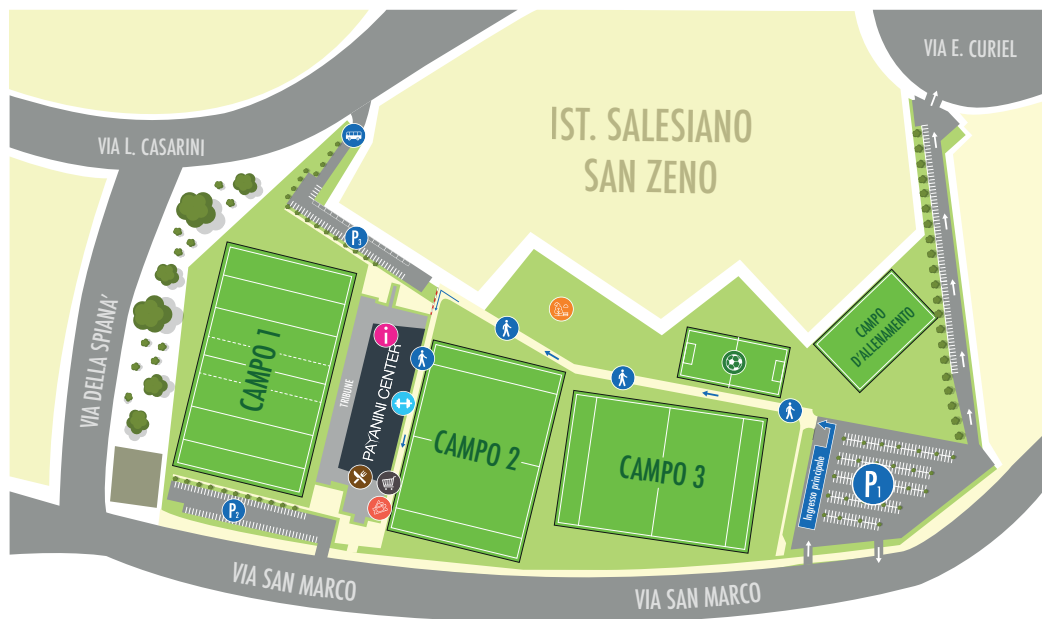 VIA E. CURIEL
IST. SALESIANO
SAN ZENO
VIA L. CASARINI
P3
CAMPO 1
VIA DELLA SPIANA'
TRIBUNE
PAYANINI CENTER
i
CAMPO
D'ALLENAMENTO
CAMPO 2
CAMPO 3
Ingresso principale
P1
P2
VIA SAN MARCO
VIA SAN MARCO